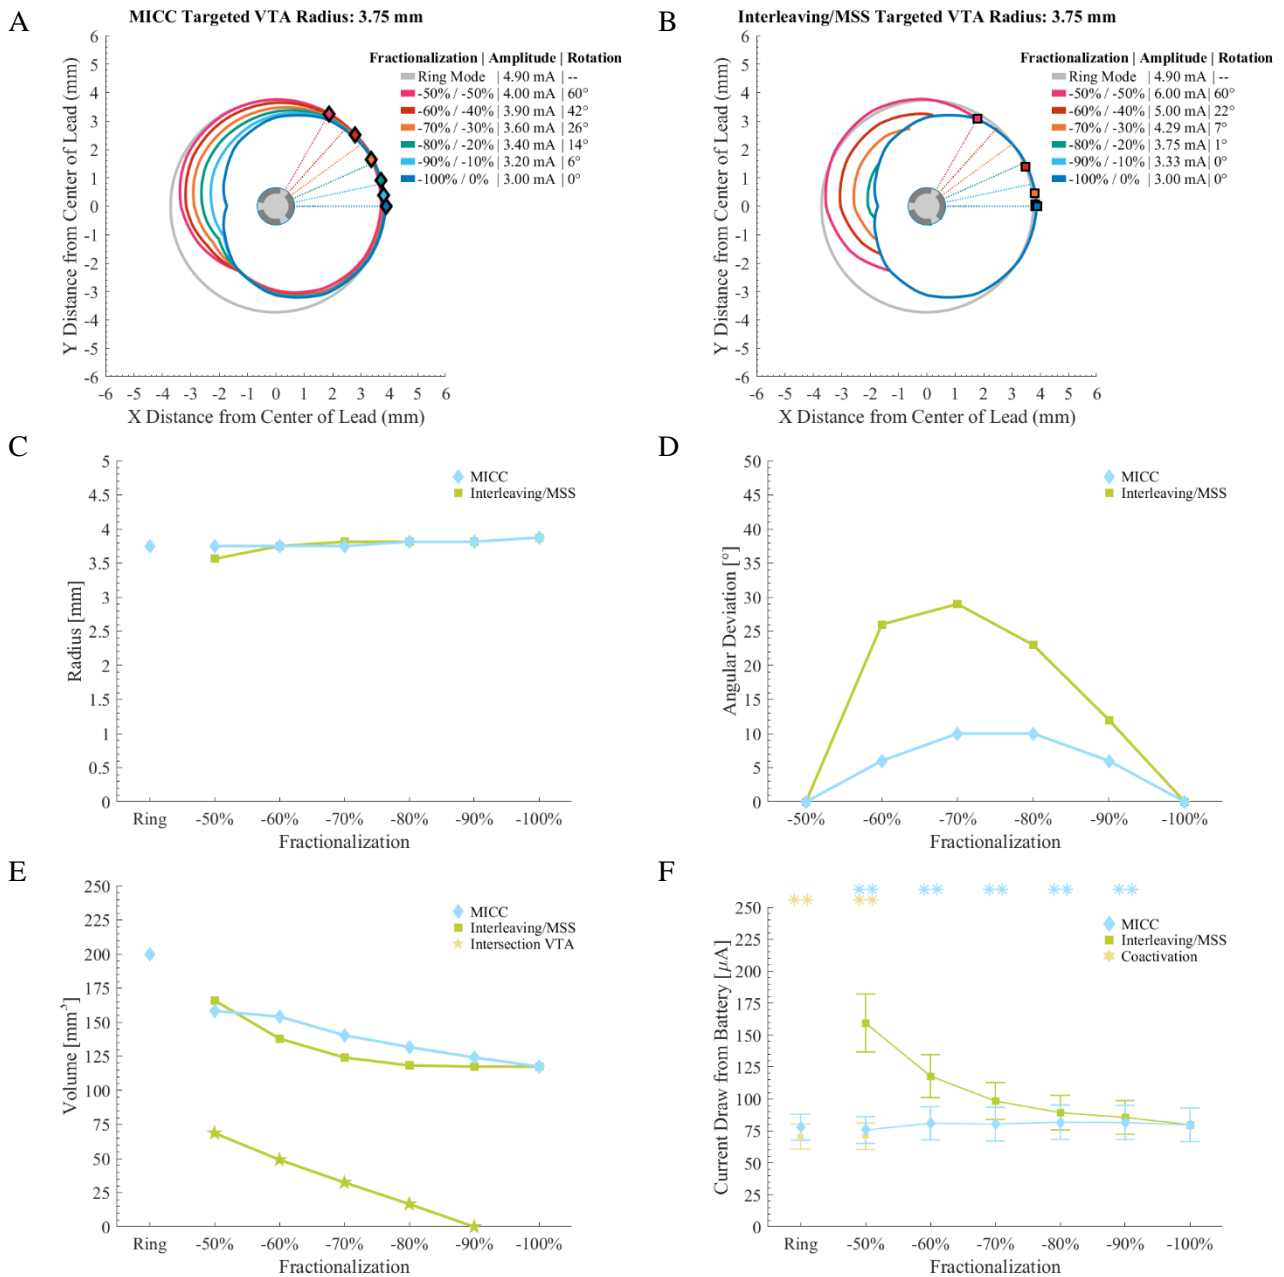 A
MICC Targeted VTA Radius: 3.75 mm
Fractionalization | Amplitude | Rotation
Ring Mode | 4.90 mA | --
-50% / -50% | 4.00 mA | 60°
-60% / -40% | 3.90 mA | 42°
-70% / -30% | 3.60 mA | 26°
-80% / -20% | 3.40 mA | 14°
-90% / -10% | 3.20 mA | 6°
-100% / 0% | 3.00 mA | 0°
Y Distance from Center of Lead (mm)
6
5
4
3
2
1
0
-1
-2
-3
-4
-5
-6
-6 -5 -4 -3 -2 -1 0 1 2 3 4 5 6
X Distance from Center of Lead (mm)
B
Interleaving/MSS Targeted VTA Radius: 3.75 mm
Fractionalization | Amplitude | Rotation
Ring Mode | 4.90 mA | --
-50% / -50% | 6.00 mA | 60°
-60% / -40% | 5.00 mA | 22°
-70% / -30% | 4.29 mA | 7°
-80% / -20% | 3.75 mA | 1°
-90% / -10% | 3.33 mA | 0°
-100% / 0% | 3.00 mA | 0°
Y Distance from Center of Lead (mm)
6
5
4
3
2
1
0
-1
-2
-3
-4
-5
-6
-6 -5 -4 -3 -2 -1 0 1 2 3 4 5 6
X Distance from Center of Lead (mm)
C
MICC
Interleaving/MSS
Radius [mm]
5
4.5
4
3.5
3
2.5
2
1.5
1
0.5
0
Ring -50% -60% -70% -80% -90% -100%
Fractionalization
D
MICC
Interleaving/MSS
Angular Deviation [°]
50
45
40
35
30
25
20
15
10
5
0
-50% -60% -70% -80% -90% -100%
Fractionalization
E
MICC
Interleaving/MSS
Intersection VTA
Volume [mm³]
250
225
200
175
150
125
100
75
50
25
0
Ring -50% -60% -70% -80% -90% -100%
Fractionalization
F
** ** ** ** **
** **
MICC
Interleaving/MSS
Coactivation
Current Draw from Battery [μA]
250
225
200
175
150
125
100
75
50
25
0
Ring -50% -60% -70% -80% -90% -100%
Fractionalization